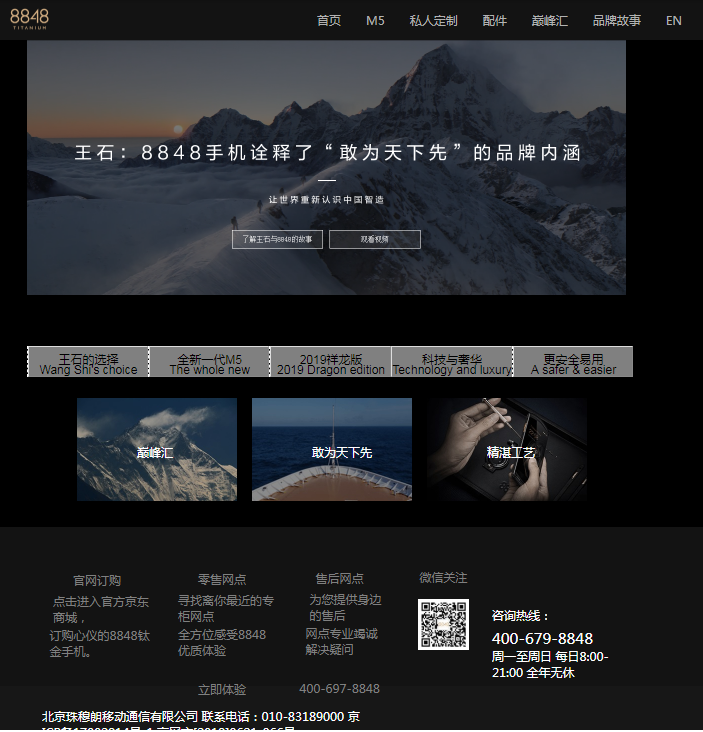 8848
TITANIUM
首页 M5 私人定制 配件 巅峰汇 品牌故事 EN
王石：8848手机诠释了“敢为天下先”的品牌内涵
让世界重新认识中国智造
了解王石与8848的故事 观看视频
王石的选择 全新一代M5 2019祥龙版 科技与奢华 更安全易用
Wang Shi's choice The whole new 2019 Dragon edition Technology and luxury A safer & easier
巅峰汇 敢为天下先 精湛工艺
官网订购
点击进入官方京东
商城，
订购心仪的8848钛
金手机。
零售网点
寻找离你最近的专
柜网点
全方位感受8848
优质体验
立即体验
售后网点
为您提供身边
的售后
网点专业竭诚
解决疑问
400-697-8848
微信关注
咨询热线：
400-679-8848
周一至周日 每日8:00-
21:00 全年无休
北京珠穆朗移动通信有限公司 联系电话：010-83189000 京